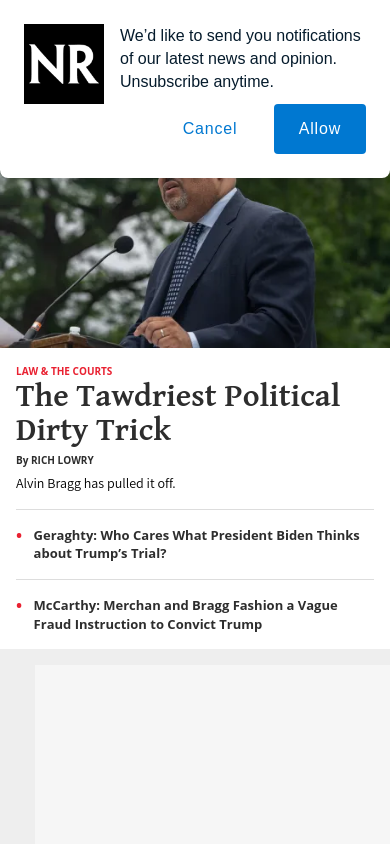 NR
We'd like to send you notifications
of our latest news and opinion.
Unsubscribe anytime.
Cancel
Allow
LAW & THE COURTS
The Tawdriest Political
Dirty Trick
By RICH LOWRY
Alvin Bragg has pulled it off.
• Geraghty: Who Cares What President Biden Thinks
about Trump’s Trial?
• McCarthy: Merchan and Bragg Fashion a Vague
Fraud Instruction to Convict Trump